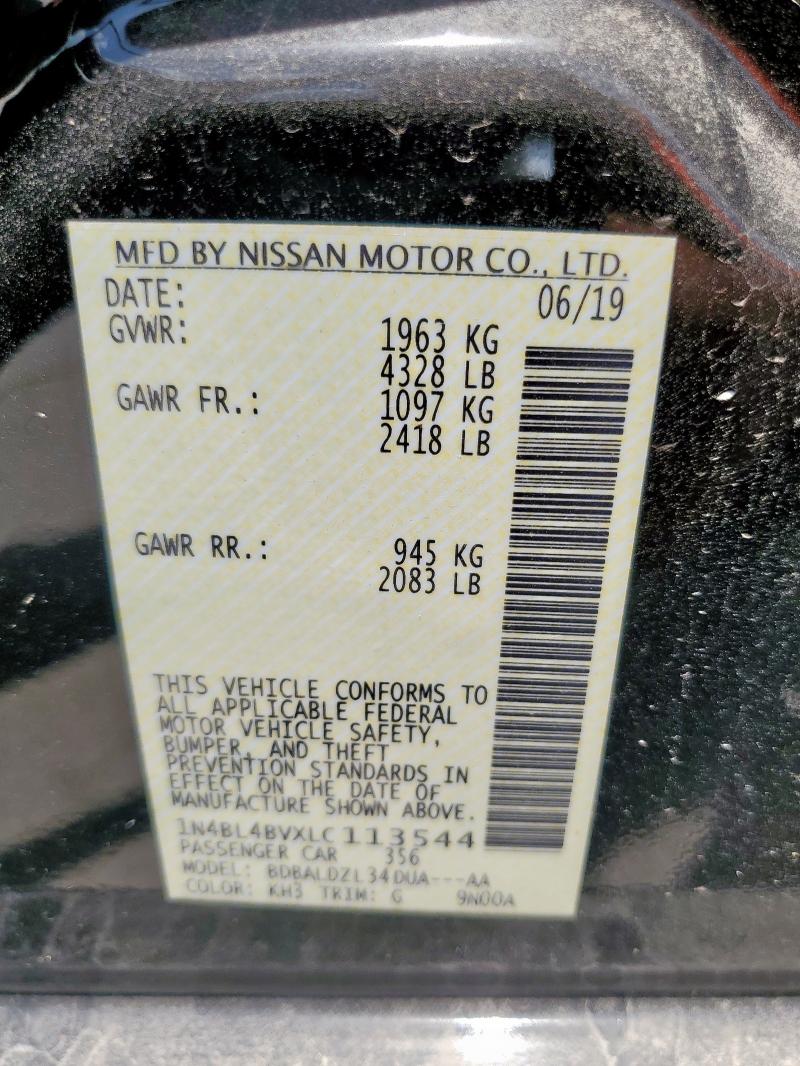 MFD BY NISSAN MOTOR CO., LTD.
DATE: 06/19
GVWR: 1963 KG
4328 LB
GAWR FR.: 1097 KG
2418 LB
GAWR RR.: 945 KG
2083 LB
THIS VEHICLE CONFORMS TO
ALL APPLICABLE FEDERAL
MOTOR VEHICLE SAFETY,
BUMPER, AND THEFT
PREVENTION STANDARDS IN
EFFECT ON THE DATE OF
MANUFACTURE SHOWN ABOVE.
1N4BL4BVXLC113544
PASSENGER CAR 356
MODEL: BDBALDZL34DUA---AA
COLOR: KH3 TRIM: G 9N00A